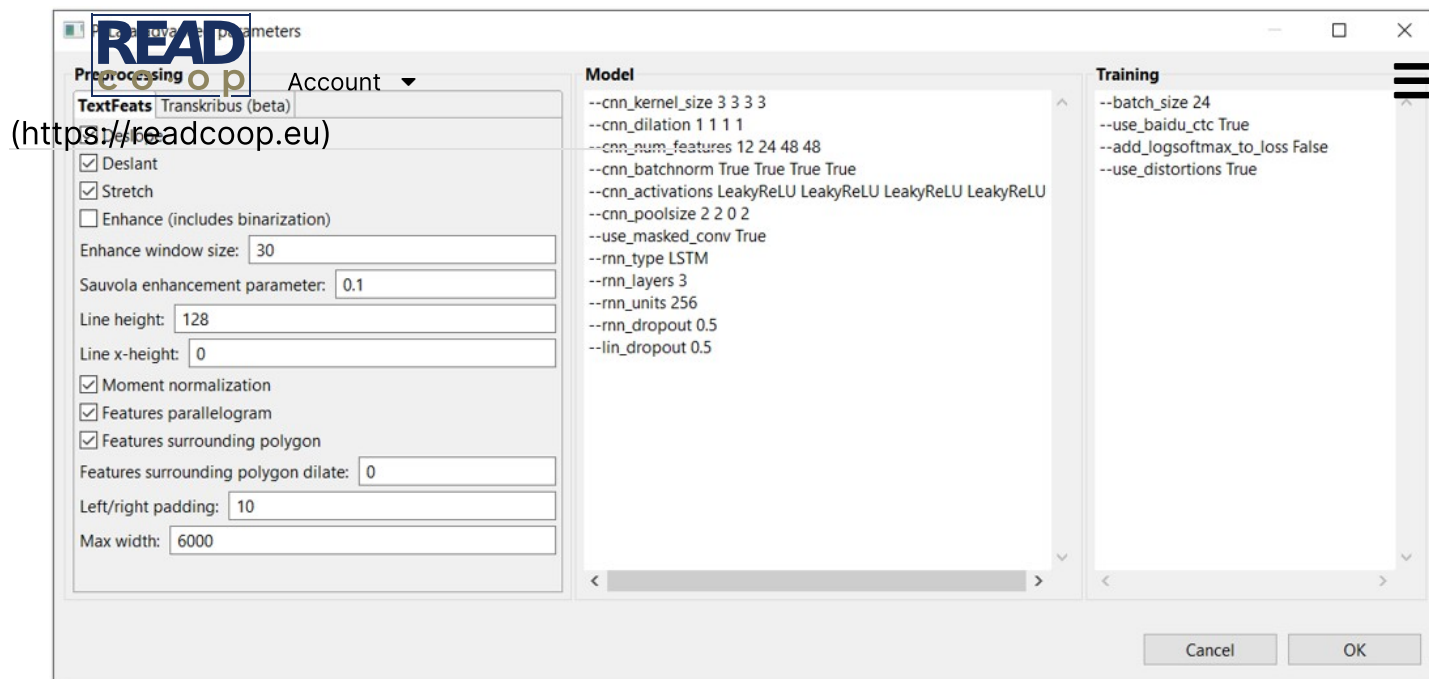 READ
co-op
parameters
Account
(https://readcoop.eu)
Preprocessing
TextFeats Transkribus (beta)
Deslope
Deslant
Stretch
Enhance (includes binarization)
Enhance window size: 30
Sauvola enhancement parameter: 0.1
Line height: 128
Line x-height: 0
Moment normalization
Features parallelogram
Features surrounding polygon
Features surrounding polygon dilate: 0
Left/right padding: 10
Max width: 6000
Model
--cnn_kernel_size 3 3 3 3
--cnn_dilation 1 1 1 1
--cnn_num_features 12 24 48 48
--cnn_batchnorm True True True True
--cnn_activations LeakyReLU LeakyReLU LeakyReLU LeakyReLU
--cnn_poolsize 2 2 0 2
--use_masked_conv True
--rnn_type LSTM
--rnn_layers 3
--rnn_units 256
--rnn_dropout 0.5
--lin_dropout 0.5
Training
--batch_size 24
--use_baidu_ctc True
--add_logsoftmax_to_loss False
--use_distortions True
Cancel
OK